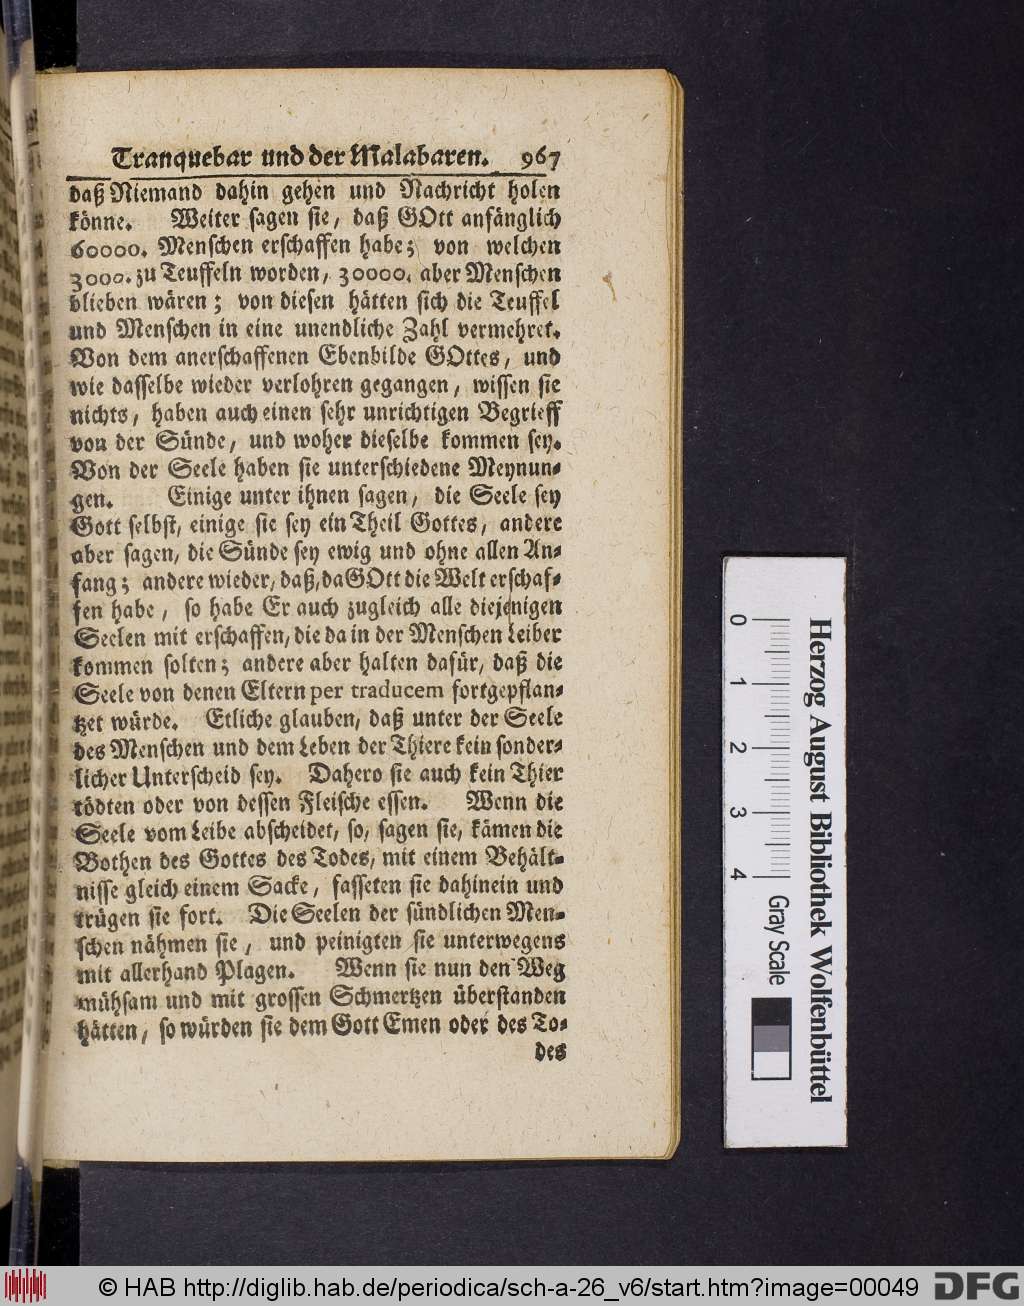 Tranquebar und der Malabaren. 967
daß Niemand dahin gehen und Nachricht holen
könne. Weiter sagen sie, daß GOtt anfänglich
60000. Menschen erschaffen habe; von welchen
3000. zu Teuffeln worden, 30000. aber Menschen
blieben wären; von diesen hätten sich die Teuffel
und Menschen in eine unendliche Zahl vermehret.
Von dem anerschaffenen Ebenbilde GOttes, und
wie dasselbe wieder verlohren gegangen, wissen sie
nichts, haben auch einen sehr unrichtigen Begrieff
von der Sünde, und woher dieselbe kommen sey.
Von der Seele haben sie unterschiedene Meynun-
gen. Einige unter ihnen sagen, die Seele sey
Gott selbst, einige sie sey ein Theil Gottes, andere
aber sagen, die Sünde sey ewig und ohne allen An-
fang; andere wieder, daß, da GOtt die Welt erschaf-
fen habe, so habe Er auch zugleich alle diejenigen
Seelen mit erschaffen, die da in der Menschen Leiber
kommen solten; andere aber halten dafür, daß die
Seele von denen Eltern per traducem fortgepflan-
tzet würde. Etliche glauben, daß unter der Seele
des Menschen und dem Leben der Thiere kein sonder-
licher Unterscheid sey. Dahero sie auch kein Thier
tödten oder von dessen Fleische essen. Wenn die
Seele vom Leibe abscheidet, so, sagen sie, kämen die
Bothen des Gottes des Todes, mit einem Behält-
nisse gleich einem Sacke, fasseten sie dahinein und
trügen sie fort. Die Seelen der sündlichen Men-
schen nähmen sie, und peinigten sie unterwegens
mit allerhand Plagen. Wenn sie nun den Weg
mühsam und mit grossen Schmertzen überstanden
hätten, so würden sie dem Gott Emen oder des To-
des
0 1 2 3 4 Gray Scale
Herzog August Bibliothek Wolfenbüttel
© HAB http://diglib.hab.de/periodica/sch-a-26_v6/start.htm?image=00049 DFG